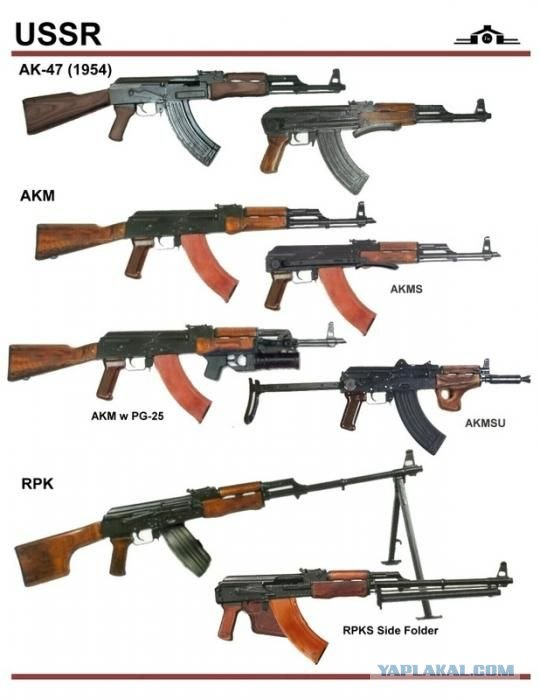 USSR
AK-47 (1954)
AKM
AKMS
AKM w PG-25
AKMSU
RPK
RPKS Side Folder
YAPLAKAL.COM